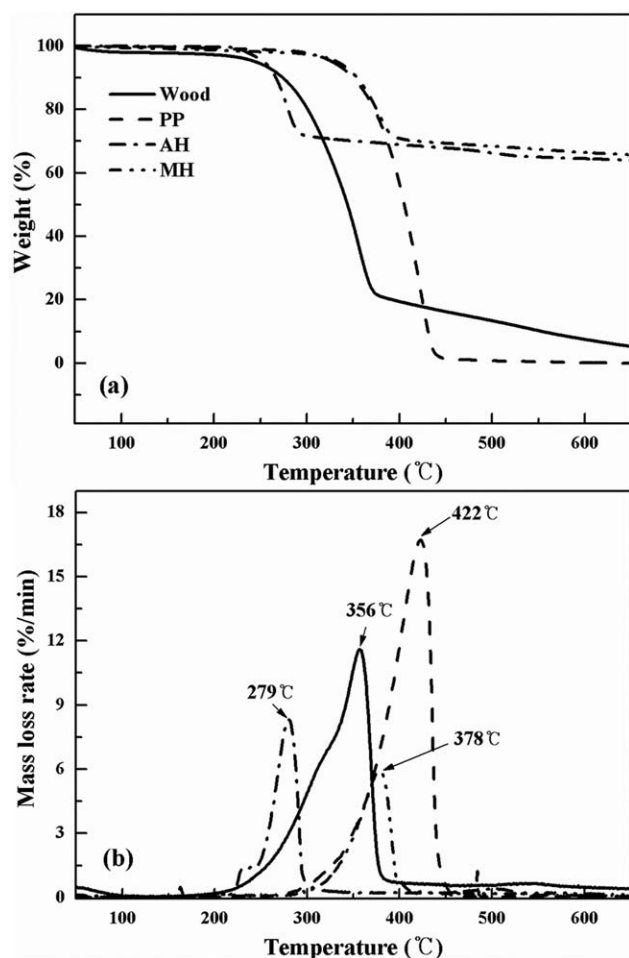 100
80
60
40
20
0
Weight (%)
Wood
PP
AH
MH
(a)
100 200 300 400 500 600
Temperature (℃)
18
15
12
9
6
3
0
Mass loss rate (%/min)
422℃
356℃
279℃
378℃
(b)
100 200 300 400 500 600
Temperature (℃)